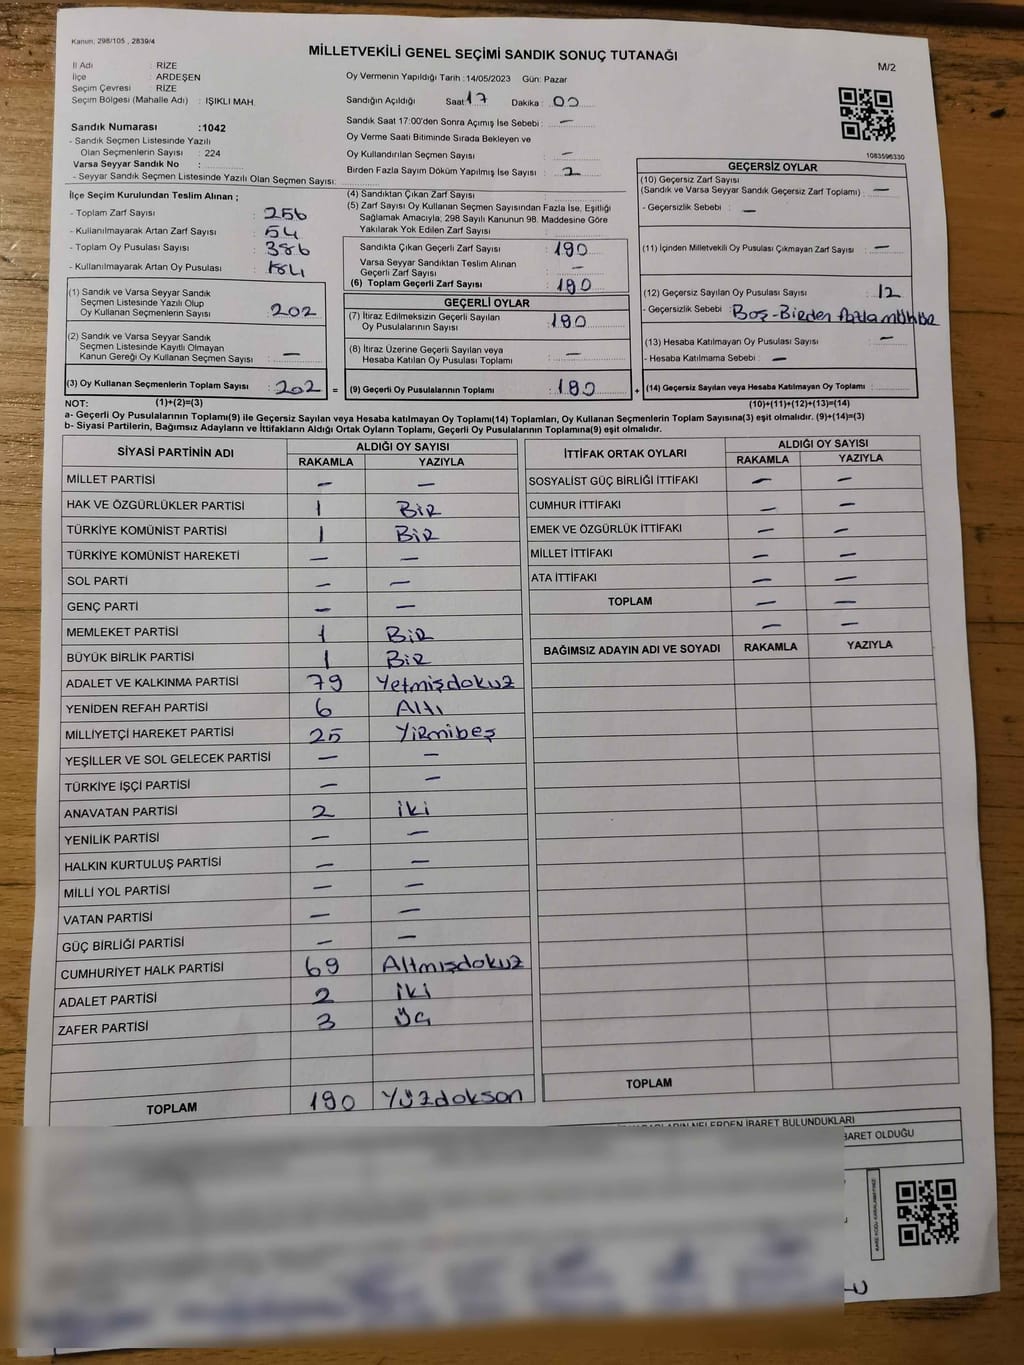 Kanun, 298/105 , 2839/4
MİLLETVEKİLİ GENEL SEÇİMİ SANDIK SONUÇ TUTANAĞI
M/2
İl Adı : RİZE
İlçe : ARDEŞEN
Seçim Çevresi : RİZE
Seçim Bölgesi (Mahalle Adı) : IŞIKLI MAH.
Sandık Numarası :1042
- Sandık Seçmen Listesinde Yazılı
Olan Seçmenlerin Sayısı : 224
Varsa Seyyar Sandık No :
- Seyyar Sandık Seçmen Listesinde Yazılı Olan Seçmen Sayısı:
Oy Vermenin Yapıldığı Tarih :14/05/2023 Gün: Pazar
Sandığın Açıldığı Saat 17 Dakika : 00
Sandık Saat 17:00'den Sonra Açımış İse Sebebi : —
Oy Verme Saati Bitiminde Sırada Bekleyen ve
Oy Kullandırılan Seçmen Sayısı : —
Birden Fazla Sayım Döküm Yapılmış İse Sayısı : 2
1083596330
İlçe Seçim Kurulundan Teslim Alınan ;
- Toplam Zarf Sayısı : 256
- Kullanılmayarak Artan Zarf Sayısı : 54
- Toplam Oy Pusulası Sayısı : 386
- Kullanılmayarak Artan Oy Pusulası : 184
(1) Sandık ve Varsa Seyyar Sandık
Seçmen Listesinde Yazılı Olup
Oy Kullanan Seçmenlerin Sayısı : 202
(2) Sandık ve Varsa Seyyar Sandık
Seçmen Listesinde Kayıtlı Olmayan
Kanun Gereği Oy Kullanan Seçmen Sayısı : —
(3) Oy Kullanan Seçmenlerin Toplam Sayısı : 202 =
(4) Sandıktan Çıkan Zarf Sayısı :
(5) Zarf Sayısı Oy Kullanan Seçmen Sayısından Fazla İse, Eşitliği
Sağlamak Amacıyla; 298 Sayılı Kanunun 98. Maddesine Göre
Yakılarak Yok Edilen Zarf Sayısı :
Sandıkta Çıkan Geçerli Zarf Sayısı : 190
Varsa Seyyar Sandıktan Teslim Alınan
Geçerli Zarf Sayısı : —
(6) Toplam Geçerli Zarf Sayısı : 190
GEÇERLİ OYLAR
(7) İtiraz Edilmeksizin Geçerli Sayılan
Oy Pusulalarının Sayısı : 190
(8) İtiraz Üzerine Geçerli Sayılan veya
Hesaba Katılan Oy Pusulası Toplamı : —
(9) Geçerli Oy Pusulalarının Toplamı : 190 +
GEÇERSİZ OYLAR
(10) Geçersiz Zarf Sayısı
(Sandık ve Varsa Seyyar Sandık Geçersiz Zarf Toplamı) : —
- Geçersizlik Sebebi : —
(11) İçinden Milletvekili Oy Pusulası Çıkmayan Zarf Sayısı : —
(12) Geçersiz Sayılan Oy Pusulası Sayısı : 12
- Geçersizlik Sebebi : Boş-Birden fazla mühür
(13) Hesaba Katılmayan Oy Pusulası Sayısı : —
- Hesaba Katılmama Sebebi : —
(14) Geçersiz Sayılan veya Hesaba Katılmayan Oy Toplamı :
NOT: (1)+(2)=(3) (10)+(11)+(12)+(13)=(14)
a- Geçerli Oy Pusulalarının Toplamı(9) ile Geçersiz Sayılan veya Hesaba katılmayan Oy Toplamı(14) Toplamları, Oy Kullanan Seçmenlerin Toplam Sayısına(3) eşit olmalıdır. (9)+(14)=(3)
b- Siyasi Partilerin, Bağımsız Adayların ve İttifakların Aldığı Ortak Oyların Toplamı, Geçerli Oy Pusulalarının Toplamına(9) eşit olmalıdır.
SİYASİ PARTİNİN ADI ALDIĞI OY SAYISI
RAKAMLA YAZIYLA
MİLLET PARTİSİ — —
HAK VE ÖZGÜRLÜKLER PARTİSİ 1 Bir
TÜRKİYE KOMÜNİST PARTİSİ 1 Bir
TÜRKİYE KOMÜNİST HAREKETİ — —
SOL PARTİ — —
GENÇ PARTİ — —
MEMLEKET PARTİSİ 1 Bir
BÜYÜK BİRLİK PARTİSİ 1 Bir
ADALET VE KALKINMA PARTİSİ 79 Yetmişdokuz
YENİDEN REFAH PARTİSİ 6 Altı
MİLLİYETÇİ HAREKET PARTİSİ 25 Yirmibeş
YEŞİLLER VE SOL GELECEK PARTİSİ — —
TÜRKİYE İŞÇİ PARTİSİ — —
ANAVATAN PARTİSİ 2 iki
YENİLİK PARTİSİ — —
HALKIN KURTULUŞ PARTİSİ — —
MİLLİ YOL PARTİSİ — —
VATAN PARTİSİ — —
GÜÇ BİRLİĞİ PARTİSİ — —
CUMHURİYET HALK PARTİSİ 69 Altmışdokuz
ADALET PARTİSİ 2 iki
ZAFER PARTİSİ 3 Üç
TOPLAM 190 Yüzdokson
İTTİFAK ORTAK OYLARI ALDIĞI OY SAYISI
RAKAMLA YAZIYLA
SOSYALİST GÜÇ BİRLİĞİ İTTİFAKI — —
CUMHUR İTTİFAKI — —
EMEK VE ÖZGÜRLÜK İTTİFAKI — —
MİLLET İTTİFAKI — —
ATA İTTİFAKI — —
TOPLAM — —
— —
BAĞIMSIZ ADAYIN ADI VE SOYADI RAKAMLA YAZIYLA
TOPLAM
NELERDEN İBARET BULUNDUKLARI
BARET OLDUĞU